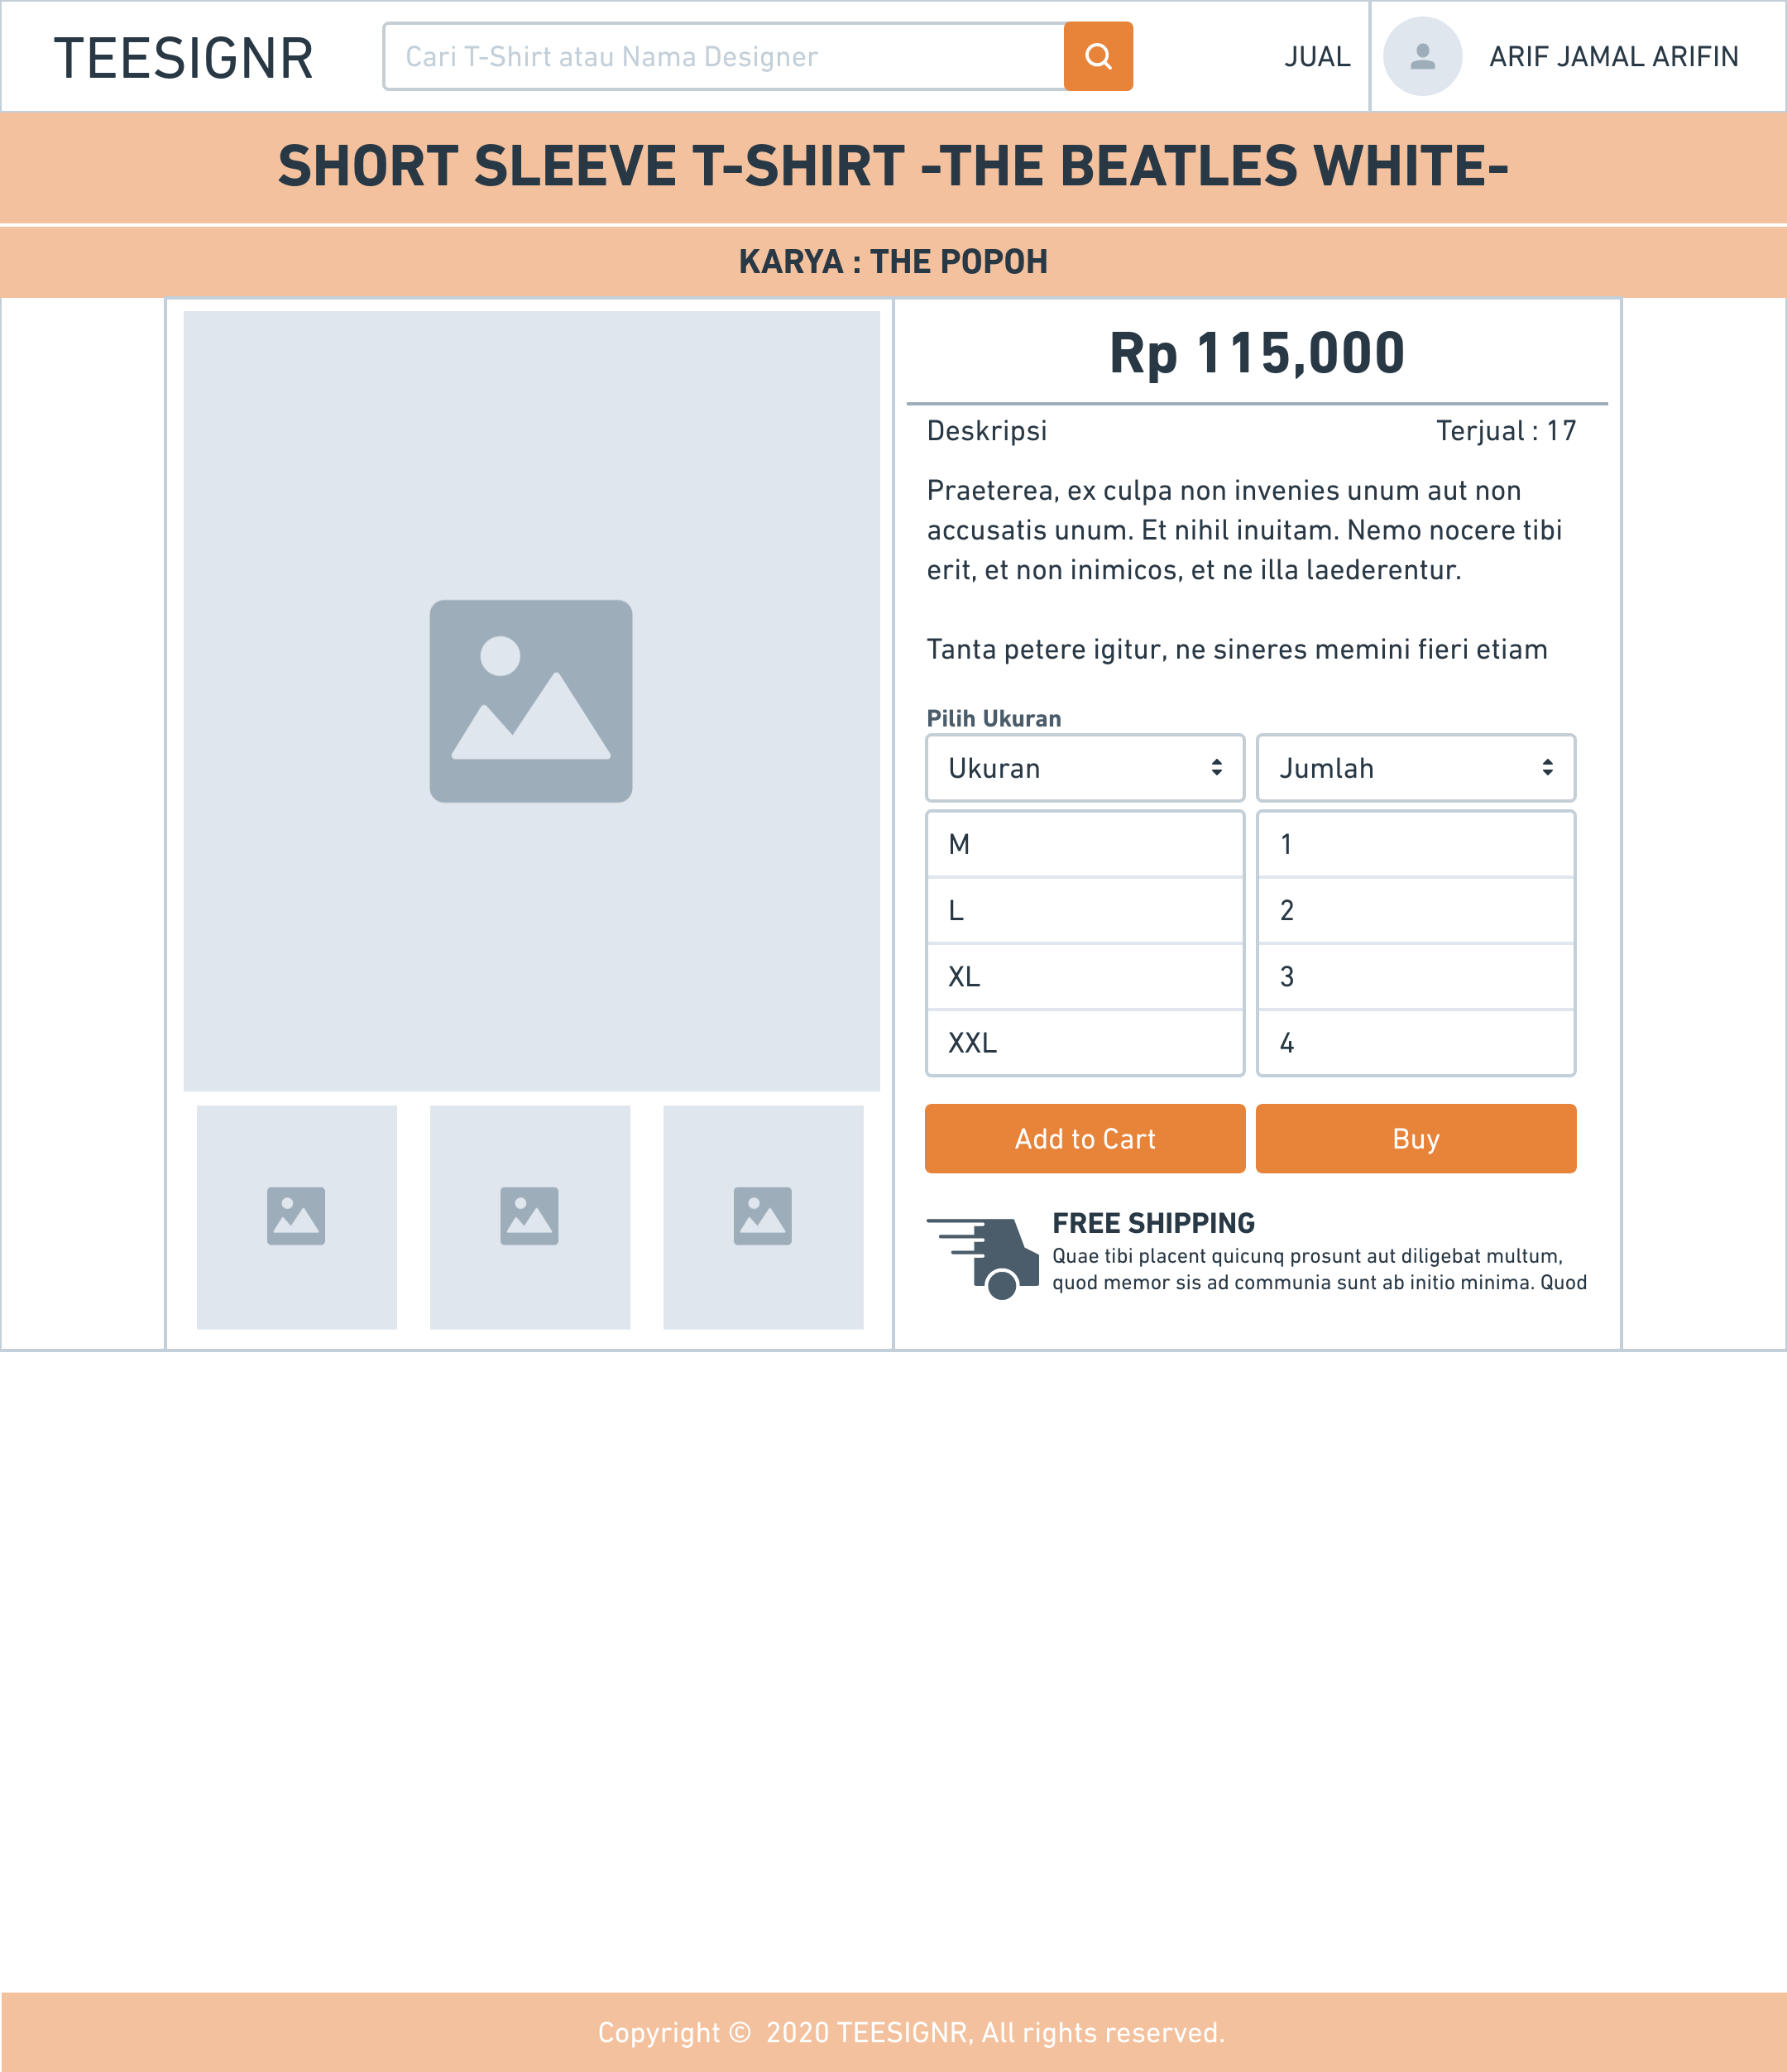 TEESIGNR
Cari T-Shirt atau Nama Designer
JUAL
ARIF JAMAL ARIFIN
SHORT SLEEVE T-SHIRT -THE BEATLES WHITE-
KARYA : THE POPOH
Rp 115,000
Deskripsi
Terjual : 17
Praeterea, ex culpa non invenies unum aut non
accusatis unum. Et nihil inuitam. Nemo nocere tibi
erit, et non inimicos, et ne illa laederentur.
Tanta petere igitur, ne sineres memini fieri etiam
Pilih Ukuran
Ukuran
Jumlah
M
1
L
2
XL
3
XXL
4
Add to Cart
Buy
FREE SHIPPING
Quae tibi placent quicunq prosunt aut diligebat multum,
quod memor sis ad communia sunt ab initio minima. Quod
Copyright © 2020 TEESIGNR, All rights reserved.